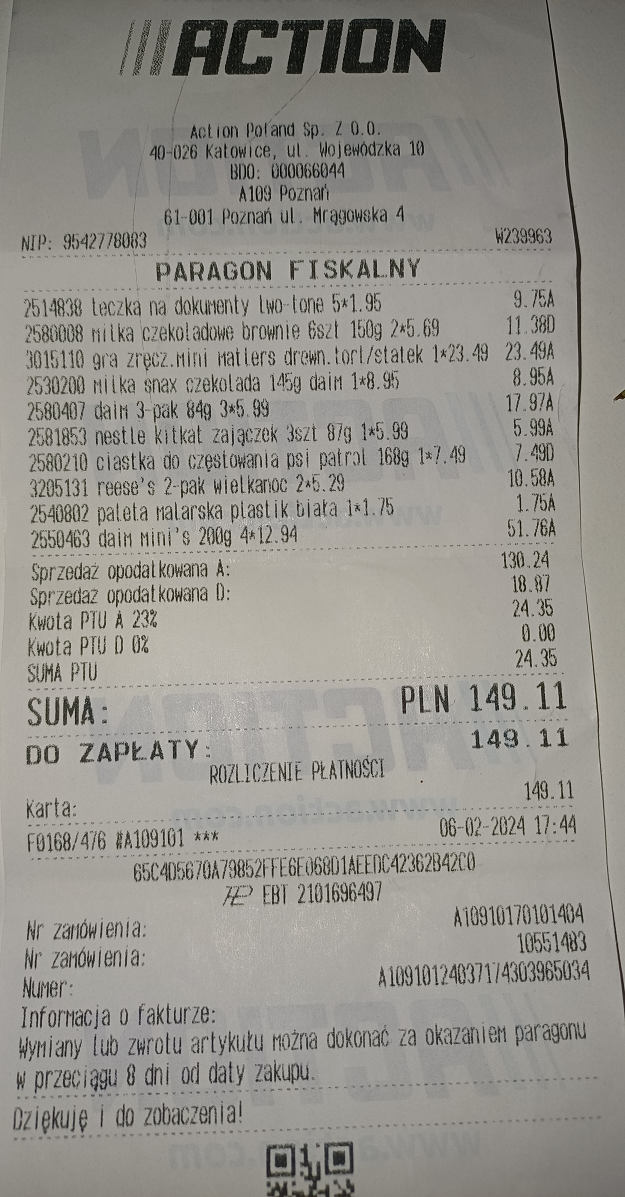 ACTION
Action Poland Sp. Z O.O.
40-026 Katowice, ul. Wojewódzka 10
BDO: 000066044
A109 Poznań
61-001 Poznań ul. Mrągowska 4
NIP: 9542778083 W239963
PARAGON FISKALNY
2514838 teczka na dokumenty two-tone 5*1.95 9.75A
2580008 milka czekoladowe brownie 6szt 150g 2*5.69 11.38D
3015110 gra zręcz.mini matters drewn.tort/statek 1*23.49 23.49A
2530200 milka snax czekolada 145g daim 1*8.95 8.95A
2580407 daim 3-pak 84g 3*5.99 17.97A
2581853 nestle kitkat zajączek 3szt 87g 1*5.99 5.99A
2580210 ciastka do częstowania psi patrol 168g 1*7.49 7.49D
3205131 reese's 2-pak wielkanoc 2*5.29 10.58A
2540802 paleta malarska plastik biała 1*1.75 1.75A
2550463 daim mini's 200g 4*12.94 51.76A
Sprzedaż opodatkowana A: 130.24
Sprzedaż opodatkowana D: 18.87
Kwota PTU A 23% 24.35
Kwota PTU D 0% 0.00
SUMA PTU 24.35
SUMA: PLN 149.11
DO ZAPŁATY: 149.11
ROZLICZENIE PŁATNOŚCI
Karta: 149.11
F0168/476 #A109101 *** 06-02-2024 17:44
65C4D5670A79852FFE6E068D1AEEDC42362B42C0
EBT 2101696497
Nr zamówienia: A10910170101404
Nr zamówienia: 10551483
Numer: A10910124037174303965034
Informacja o fakturze:
Wymiany lub zwrotu artykułu można dokonać za okazaniem paragonu
w przeciągu 8 dni od daty zakupu.
Dziękuję i do zobaczenia!